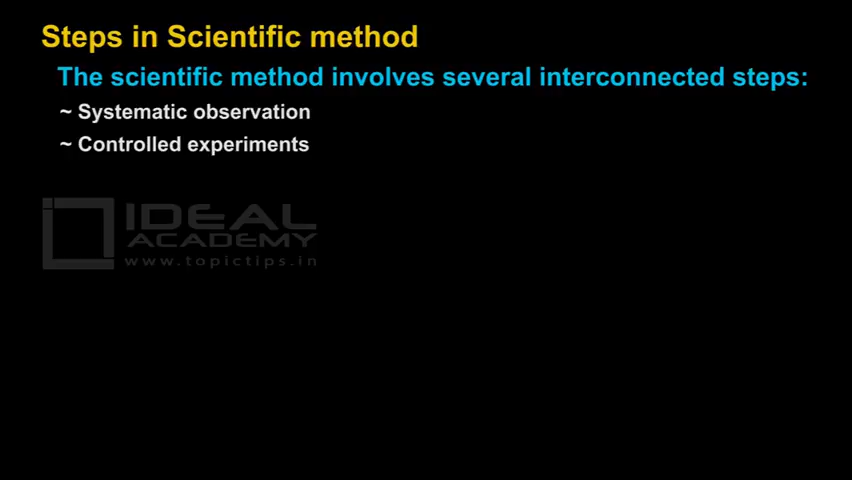 Steps in Scientific method
The scientific method involves several interconnected steps:
~ Systematic observation
~ Controlled experiments
IDEAL
ACADEMY
www.topictips.in